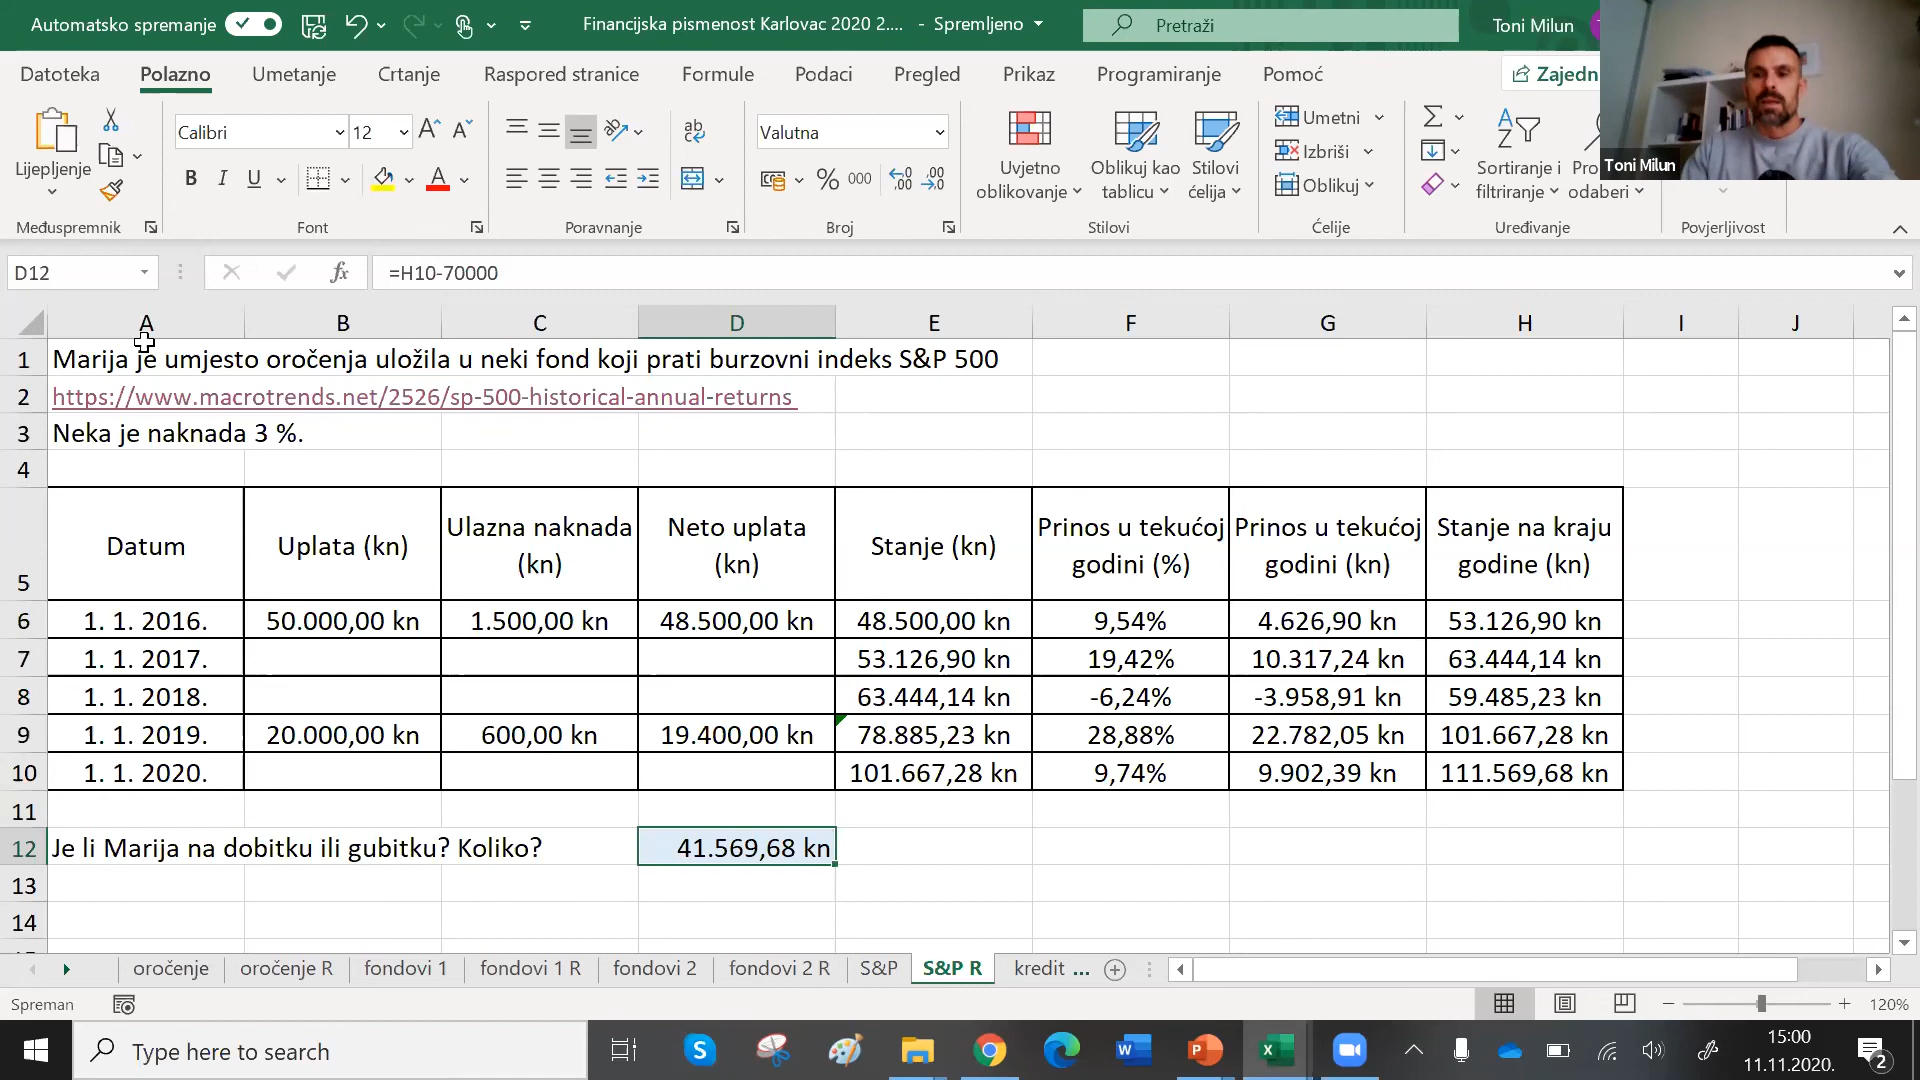 Automatsko spremanje
Financijska pismenost Karlovac 2020 2.... - Spremljeno
Pretraži
Toni Milun
Datoteka Polazno Umetanje Crtanje Raspored stranice Formule Podaci Pregled Prikaz Programiranje Pomoć
Zajedn
Toni Milun
Lijepljenje
Calibri 12
B I U
A A
ab
c
Valutna
% 000
Uvjetno oblikovanje
Oblikuj kao tablicu
Stilovi ćelija
Umetni
Izbriši
Oblikuj
Sortiranje i filtriranje
odaberi
Međuspremnik Font Poravnanje Broj Stilovi Ćelije Uređivanje Povjerljivost
D12 fx =H10-70000
A B C D E F G H I J
1 Marija je umjesto oročenja uložila u neki fond koji prati burzovni indeks S&P 500
2 https://www.macrotrends.net/2526/sp-500-historical-annual-returns
3 Neka je naknada 3 %.
4
5 Datum Uplata (kn) Ulazna naknada (kn) Neto uplata (kn) Stanje (kn) Prinos u tekućoj godini (%) Prinos u tekućoj godini (kn) Stanje na kraju godine (kn)
6 1. 1. 2016. 50.000,00 kn 1.500,00 kn 48.500,00 kn 48.500,00 kn 9,54% 4.626,90 kn 53.126,90 kn
7 1. 1. 2017. 53.126,90 kn 19,42% 10.317,24 kn 63.444,14 kn
8 1. 1. 2018. 63.444,14 kn -6,24% -3.958,91 kn 59.485,23 kn
9 1. 1. 2019. 20.000,00 kn 600,00 kn 19.400,00 kn 78.885,23 kn 28,88% 22.782,05 kn 101.667,28 kn
10 1. 1. 2020. 101.667,28 kn 9,74% 9.902,39 kn 111.569,68 kn
11
12 Je li Marija na dobitku ili gubitku? Koliko? 41.569,68 kn
13
14
oročenje oročenje R fondovi 1 fondovi 1 R fondovi 2 fondovi 2 R S&P S&P R kredit ...
Spreman
120%
Type here to search
15:00
11.11.2020.
2